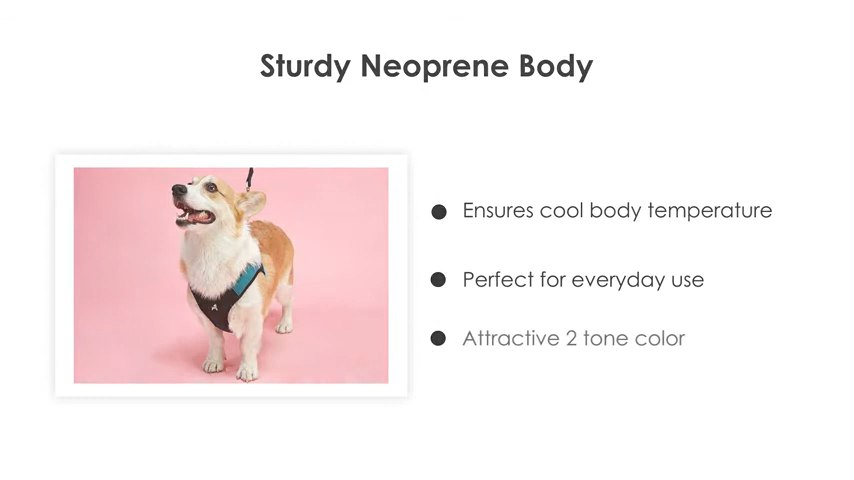 Sturdy Neoprene Body
Ensures cool body temperature
Perfect for everyday use
Attractive 2 tone color